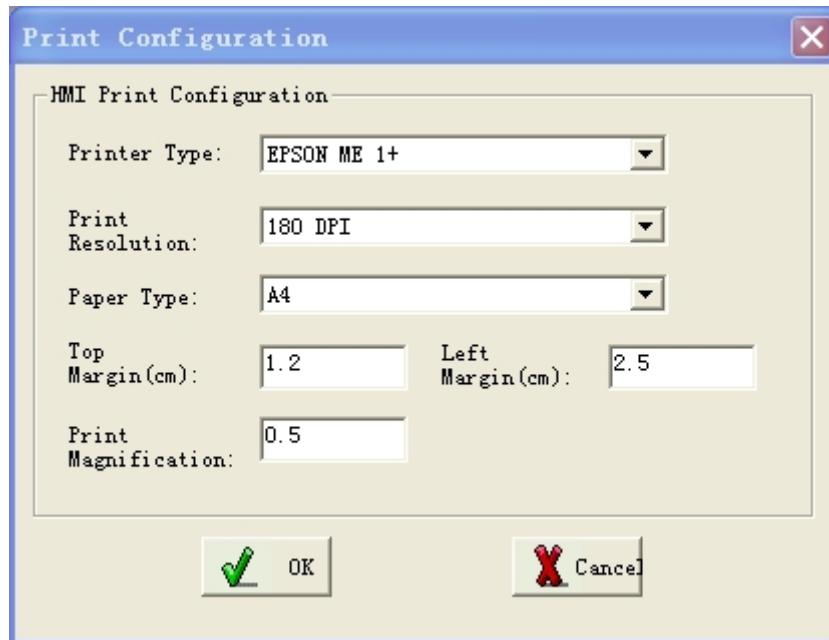 Print Configuration
HMI Print Configuration
Printer Type:
EPSON ME 1+
Print
Resolution:
180 DPI
Paper Type:
A4
Top
Margin(cm):
1.2
Left
Margin(cm):
2.5
Print
Magnification:
0.5
OK
Cancel